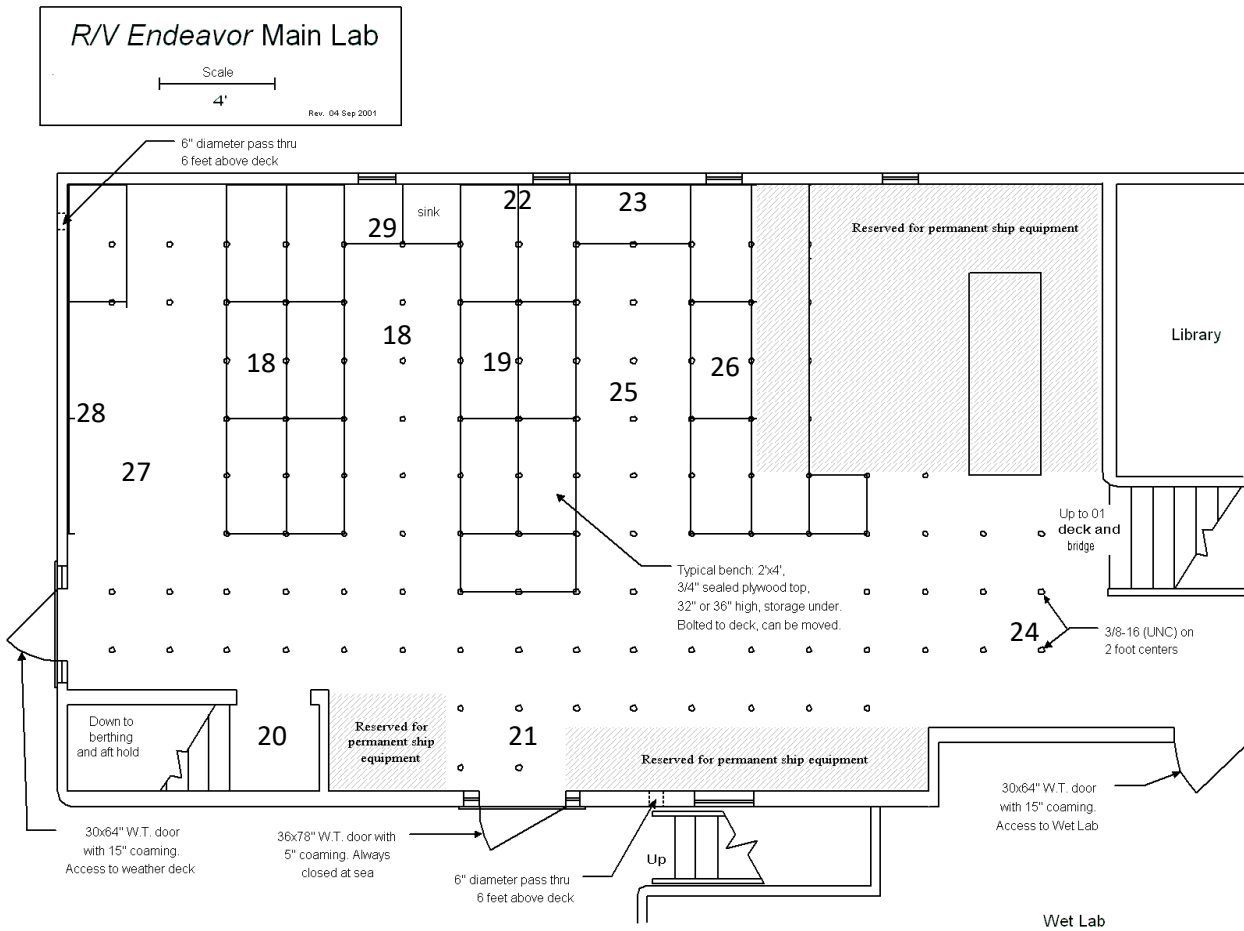 R/V Endeavor Main Lab
Scale
4'
Rev. 04 Sep 2001
6" diameter pass thru
6 feet above deck
22
23
29
sink
Reserved for permanent ship equipment
Library
18
18
19
26
25
28
27
Up to 01
deck and
bridge
Typical bench: 2'x4',
3/4" sealed plywood top,
32" or 36" high, storage under.
Bolted to deck, can be moved.
24
3/8-16 (UNC) on
2 foot centers
Down to
berthing
and aft hold
20
Reserved for
permanent ship
equipment
21
Reserved for permanent ship equipment
30x64" W.T. door
with 15" coaming.
Access to weather deck
36x78" W.T. door with
5" coaming. Always
closed at sea
6" diameter pass thru
6 feet above deck
Up
30x64" W.T. door
with 15" coaming.
Access to Wet Lab
Wet Lab